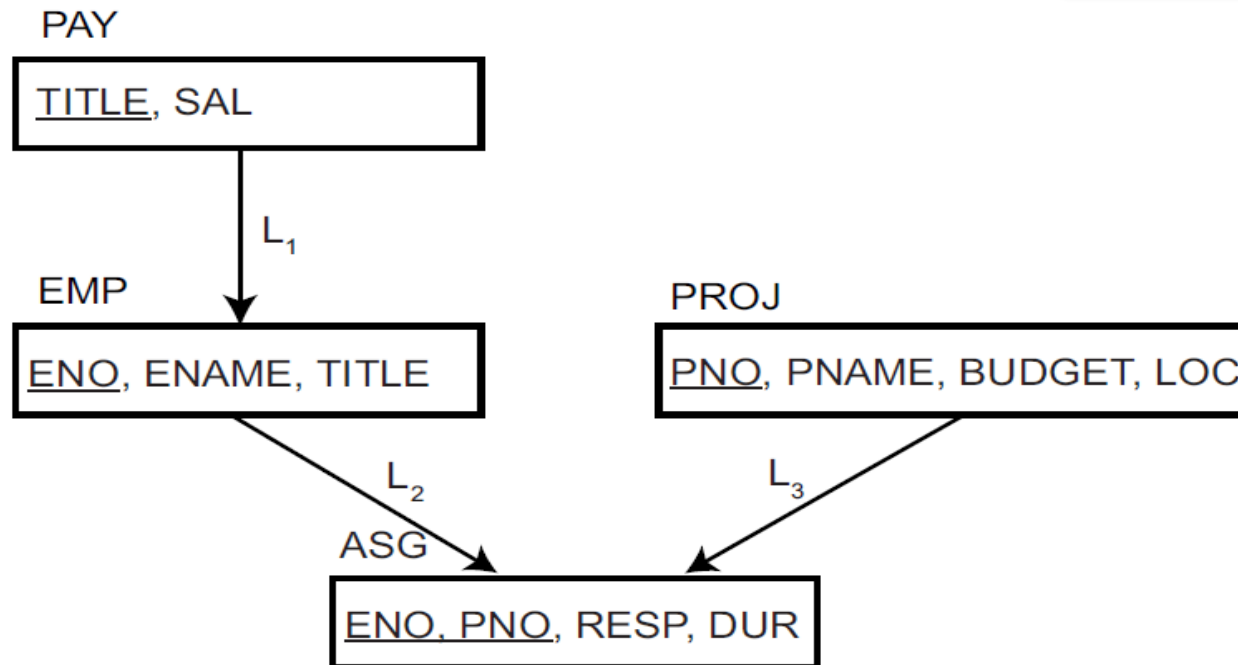 PAY
TITLE, SAL
L1
EMP
PROJ
ENO, ENAME, TITLE
PNO, PNAME, BUDGET, LOC
L2
L3
ASG
ENO, PNO, RESP, DUR